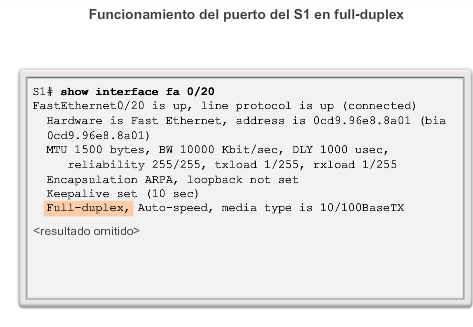 Funcionamiento del puerto del S1 en full-duplex
S1# show interface fa 0/20
FastEthernet0/20 is up, line protocol is up (connected)
Hardware is Fast Ethernet, address is 0cd9.96e8.8a01 (bia
0cd9.96e8.8a01)
MTU 1500 bytes, BW 10000 Kbit/sec, DLY 1000 usec,
reliability 255/255, txload 1/255, rxload 1/255
Encapsulation ARPA, loopback not set
Keepalive set (10 sec)
Full-duplex, Auto-speed, media type is 10/100BaseTX
<resultado omitido>